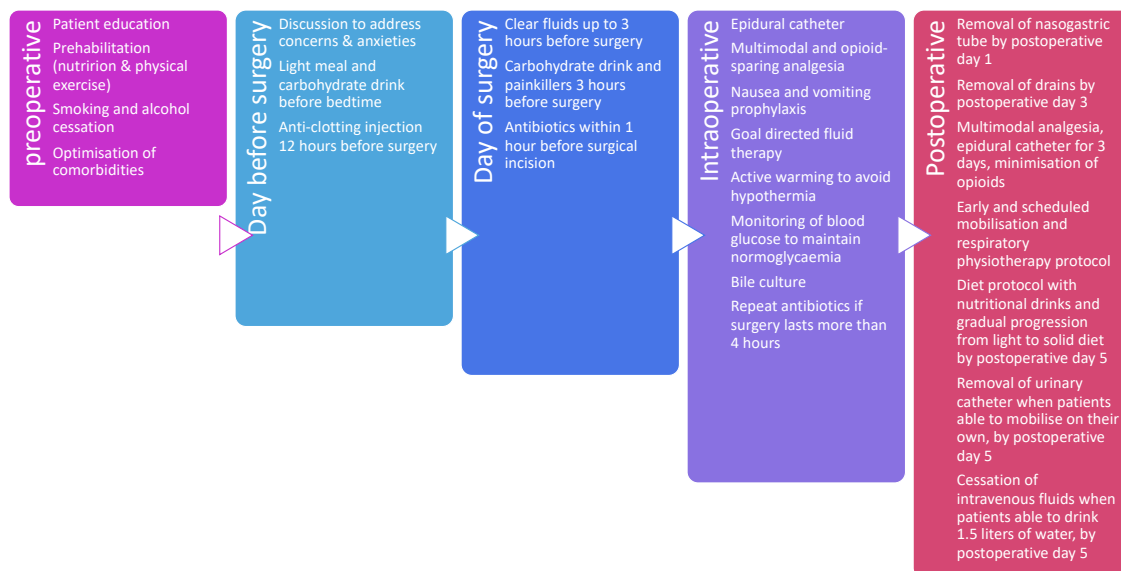 preoperative
Patient education
Prehabilitation
(nutririon & physical
exercise)
Smoking and alcohol
cessation
Optimisation of
comorbidities
Day before surgery
Discussion to address
concerns & anxieties
Light meal and
carbohydrate drink
before bedtime
Anti-clotting injection
12 hours before surgery
Day of surgery
Clear fluids up to 3
hours before surgery
Carbohydrate drink and
painkillers 3 hours
before surgery
Antibiotics within 1
hour before surgical
incision
Intraoperative
Epidural catheter
Multimodal and opioid-
sparing analgesia
Nausea and vomiting
prophylaxis
Goal directed fluid
therapy
Active warming to avoid
hypothermia
Monitoring of blood
glucose to maintain
normoglycaemia
Bile culture
Repeat antibiotics if
surgery lasts more than
4 hours
Postoperative
Removal of nasogastric
tube by postoperative
day 1
Removal of drains by
postoperative day 3
Multimodal analgesia,
epidural catheter for 3
days, minimisation of
opioids
Early and scheduled
mobilisation and
respiratory
physiotherapy protocol
Diet protocol with
nutritional drinks and
gradual progression
from light to solid diet
by postoperative day 5
Removal of urinary
catheter when patients
able to mobilise on their
own, by postoperative
day 5
Cessation of
intravenous fluids when
patients able to drink
1.5 liters of water, by
postoperative day 5